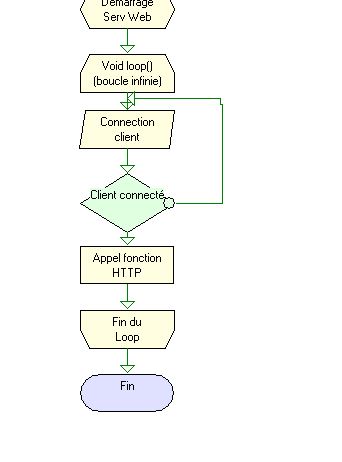 Démarrage
Serv Web
Void loop()
(boucle infinie)
Connection
client
Client connecté
Appel fonction
HTTP
Fin du
Loop
Fin